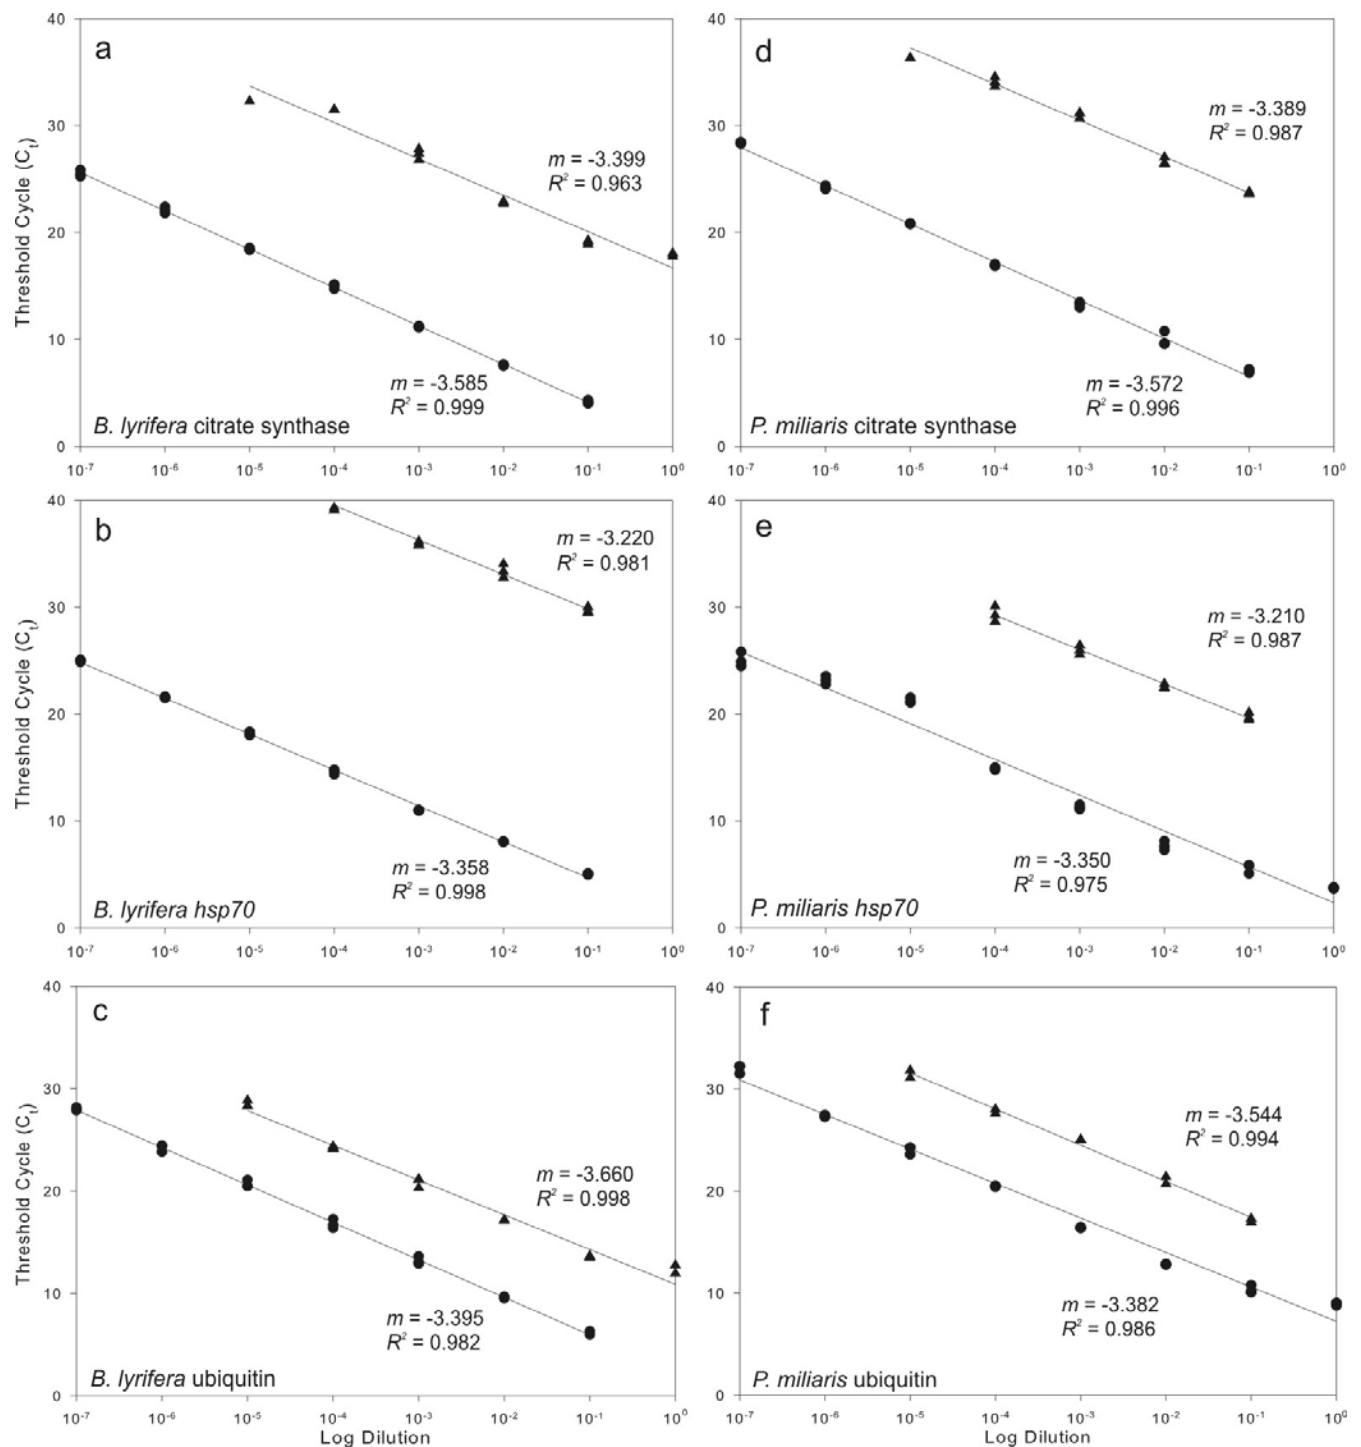 a
40
30
20
10
0
Threshold Cycle (Cₜ)
m = -3.399
R² = 0.963
m = -3.585
R² = 0.999
B. lyrifera citrate synthase
10⁻⁷ 10⁻⁶ 10⁻⁵ 10⁻⁴ 10⁻³ 10⁻² 10⁻¹ 10⁰
d
40
30
20
10
0
m = -3.389
R² = 0.987
m = -3.572
R² = 0.996
P. miliaris citrate synthase
10⁻⁷ 10⁻⁶ 10⁻⁵ 10⁻⁴ 10⁻³ 10⁻² 10⁻¹ 10⁰
b
40
30
20
10
0
Threshold Cycle (Cₜ)
m = -3.220
R² = 0.981
m = -3.358
R² = 0.998
B. lyrifera hsp70
10⁻⁷ 10⁻⁶ 10⁻⁵ 10⁻⁴ 10⁻³ 10⁻² 10⁻¹ 10⁰
e
40
30
20
10
0
m = -3.210
R² = 0.987
m = -3.350
R² = 0.975
P. miliaris hsp70
10⁻⁷ 10⁻⁶ 10⁻⁵ 10⁻⁴ 10⁻³ 10⁻² 10⁻¹ 10⁰
c
40
30
20
10
0
Threshold Cycle (Cₜ)
m = -3.660
R² = 0.998
m = -3.395
R² = 0.982
B. lyrifera ubiquitin
10⁻⁷ 10⁻⁶ 10⁻⁵ 10⁻⁴ 10⁻³ 10⁻² 10⁻¹ 10⁰
Log Dilution
f
40
30
20
10
0
m = -3.544
R² = 0.994
m = -3.382
R² = 0.986
P. miliaris ubiquitin
10⁻⁷ 10⁻⁶ 10⁻⁵ 10⁻⁴ 10⁻³ 10⁻² 10⁻¹ 10⁰
Log Dilution